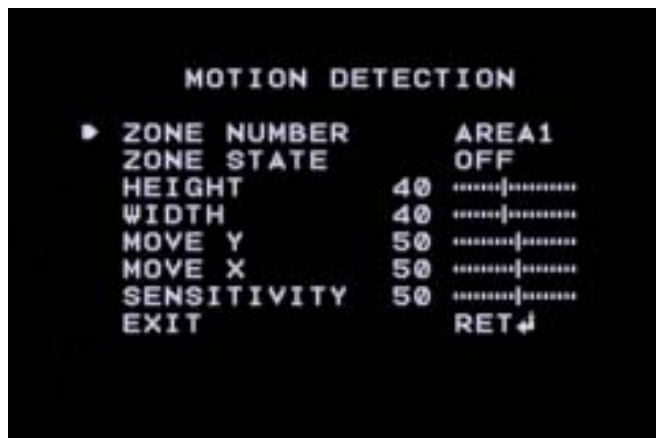 MOTION DETECTION
ZONE NUMBER AREA1
ZONE STATE OFF
HEIGHT 40
WIDTH 40
MOVE Y 50
MOVE X 50
SENSITIVITY 50
EXIT RET